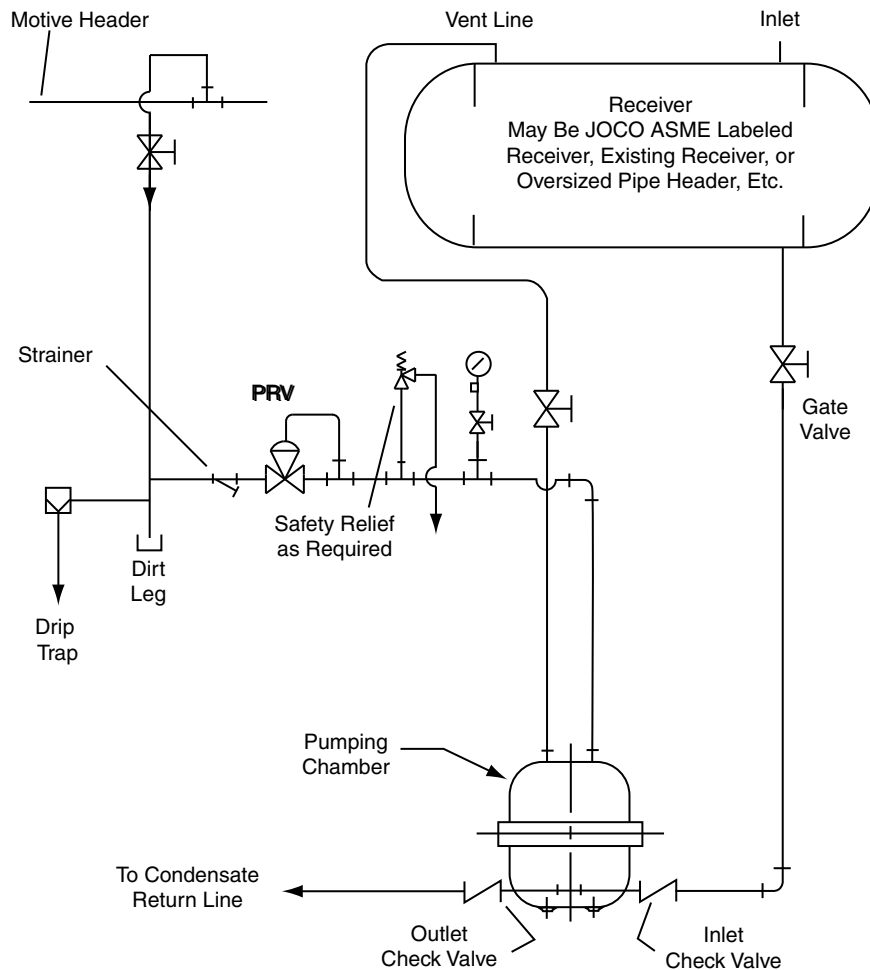 Motive Header
Vent Line
Inlet
Receiver
May Be JOCO ASME Labeled
Receiver, Existing Receiver, or
Oversized Pipe Header, Etc.
Strainer
PRV
Gate
Valve
Safety Relief
as Required
Dirt
Leg
Drip
Trap
Pumping
Chamber
To Condensate
Return Line
Outlet
Check Valve
Inlet
Check Valve